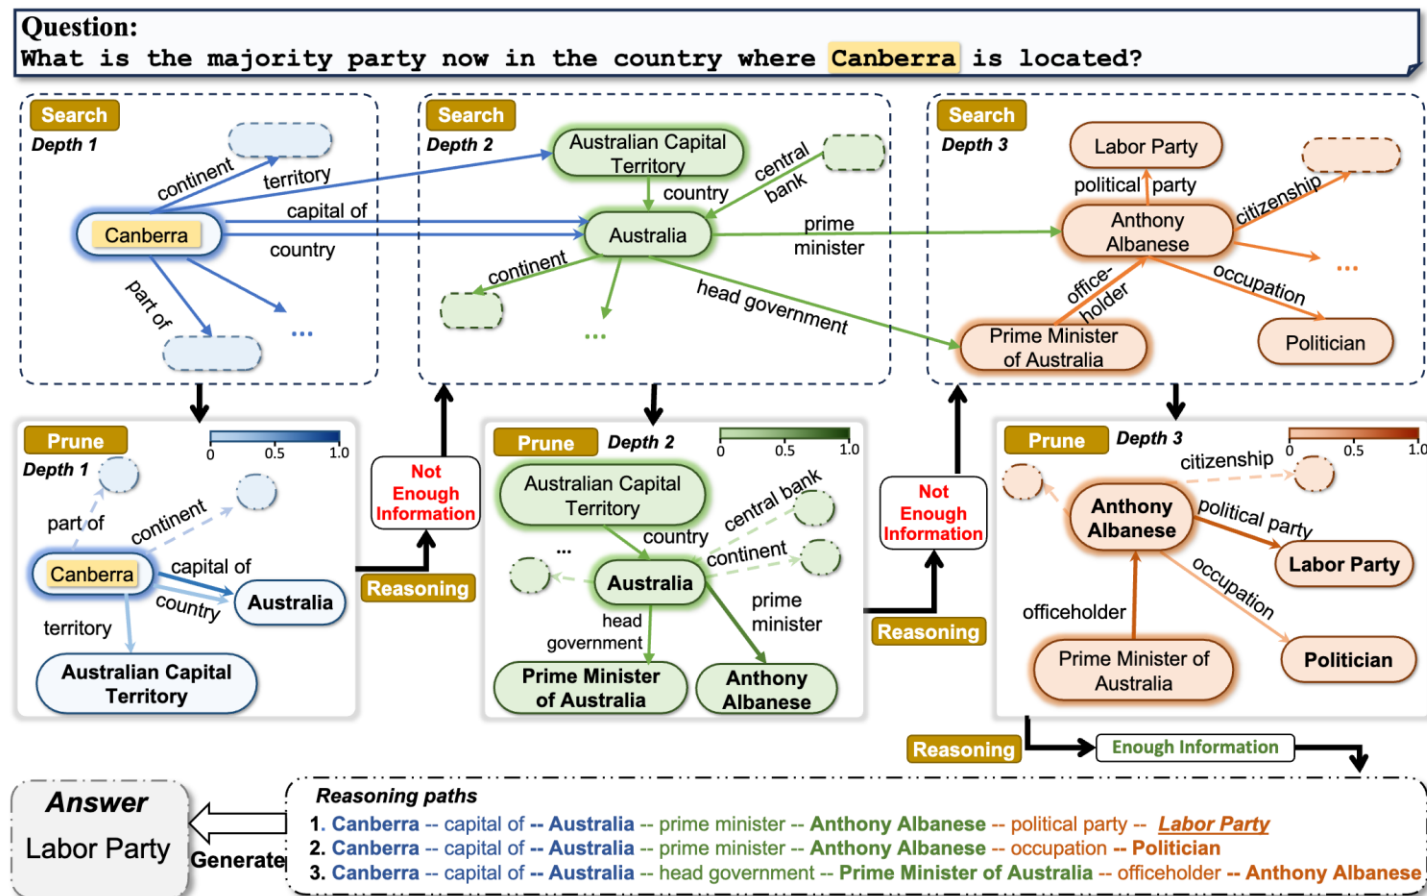 Question:
What is the majority party now in the country where Canberra is located?
Search
Depth 1
continent
territory
capital of
Canberra
country
part of
...
Search
Depth 2
Australian Capital
Territory
central
bank
country
Australia
continent
head government
...
prime
minister
Search
Depth 3
Labor Party
political party
citizenship
Anthony
Albanese
...
office-
holder
occupation
Prime Minister
of Australia
Politician
Prune
Depth 1
0 0.5 1.0
part of
continent
Canberra
capital of
country
Australia
territory
Australian Capital
Territory
Not
Enough
Information
Reasoning
Prune
Depth 2
0 0.5 1.0
Australian Capital
Territory
central bank
country
continent
...
Australia
head
government
prime
minister
Prime Minister
of Australia
Anthony
Albanese
Not
Enough
Information
Reasoning
Prune
Depth 3
0 0.5 1.0
citizenship
Anthony
Albanese
political party
Labor Party
occupation
officeholder
Prime Minister of
Australia
Politician
Reasoning
Enough Information
Answer
Labor Party
Generate
Reasoning paths
1. Canberra -- capital of -- Australia -- prime minister -- Anthony Albanese -- political party -- Labor Party
2. Canberra -- capital of -- Australia -- prime minister -- Anthony Albanese -- occupation -- Politician
3. Canberra -- capital of -- Australia -- head government -- Prime Minister of Australia -- officeholder -- Anthony Albanese